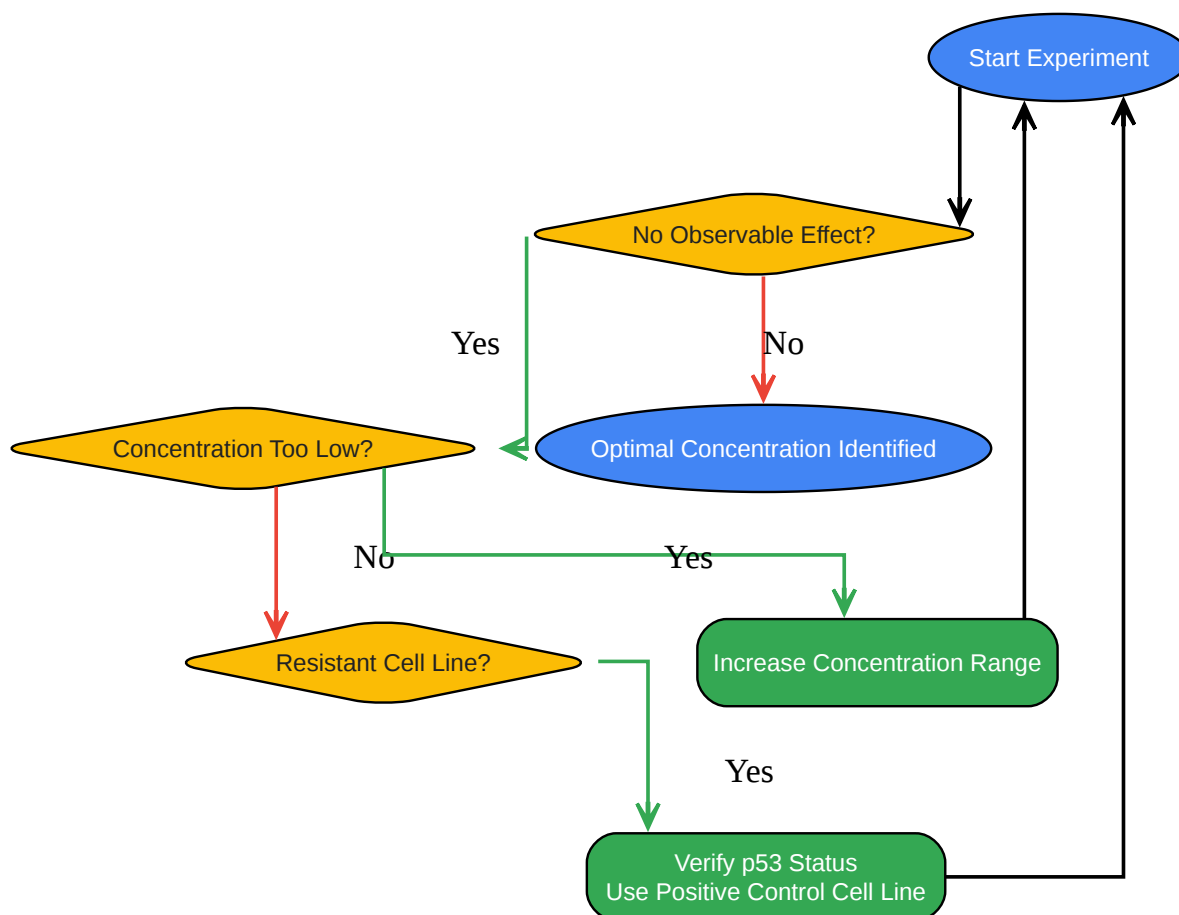 Start Experiment
No Observable Effect?
Yes
No
Concentration Too Low?
Optimal Concentration Identified
No
Yes
Resistant Cell Line?
Increase Concentration Range
Yes
Verify p53 Status
Use Positive Control Cell Line